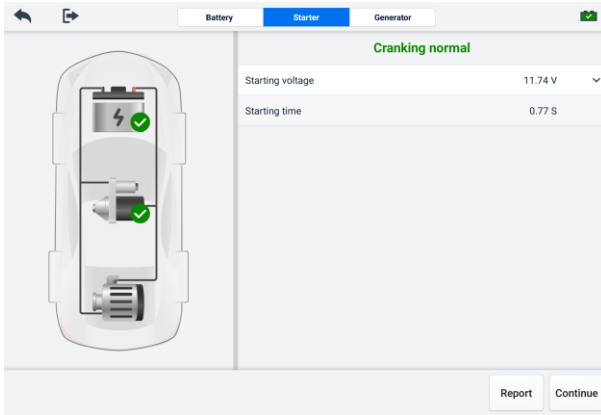 Battery Starter Generator
Cranking normal
Starting voltage 11.74 V
Starting time 0.77 S
Report Continue